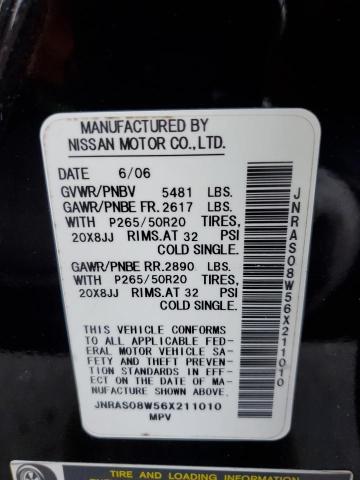 MANUFACTURED BY
NISSAN MOTOR CO.,LTD.
DATE 6/06
GVWR/PNBV 5481 LBS.
GAWR/PNBE FR.2617 LBS.
WITH P265/50R20 TIRES,
20X8JJ RIMS.AT 32 PSI
COLD SINGLE.
GAWR/PNBE RR.2890 LBS.
WITH P265/50R20 TIRES,
20X8JJ RIMS.AT 32 PSI
COLD SINGLE.
THIS VEHICLE CONFORMS
TO ALL APPLICABLE FED-
ERAL MOTOR VEHICLE SA-
FETY AND THEFT PREVEN-
TION STANDARDS IN EFF-
ECT ON THE DATE OF MA-
NUFACTURE SHOWN ABOVE.
JNRAS08W56X211010
MPV
JNRAS08W56X211010
TIRE AND LOADING